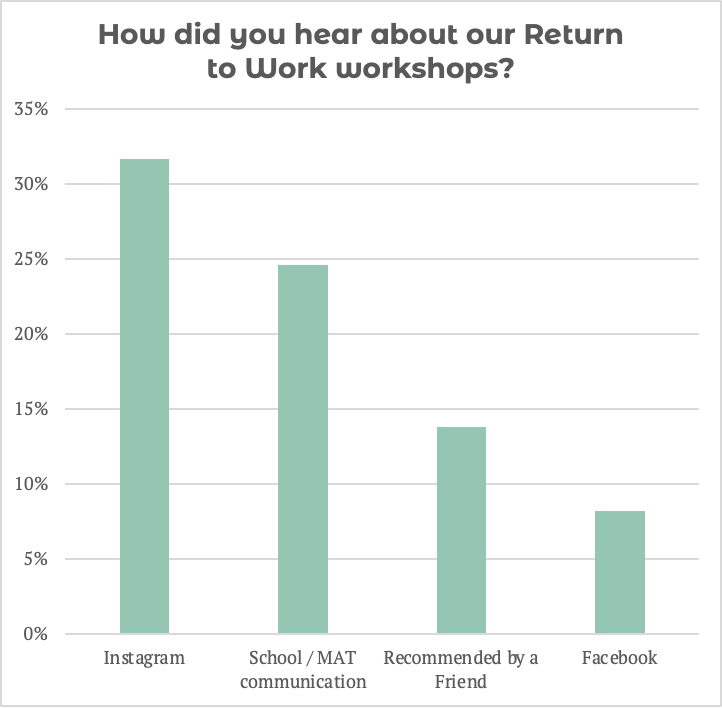 How did you hear about our Return
to Work workshops?
35%
30%
25%
20%
15%
10%
5%
0%
Instagram
School / MAT
communication
Recommended by a
Friend
Facebook